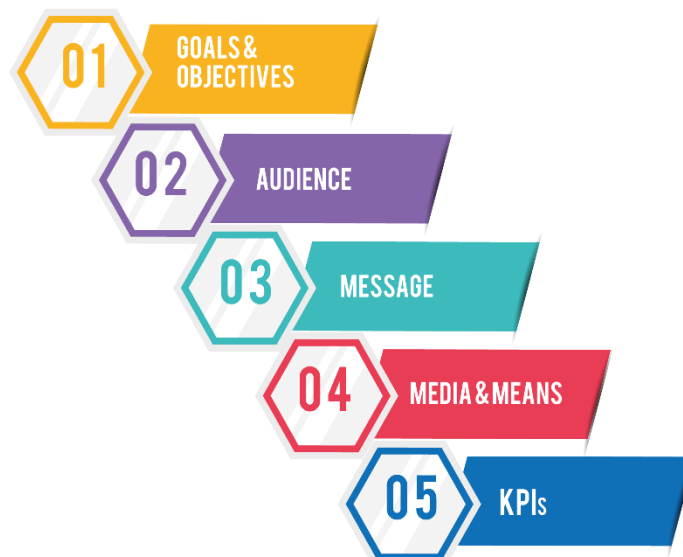 01
GOALS &
OBJECTIVES
02
AUDIENCE
03
MESSAGE
04
MEDIA & MEANS
05
KPIs